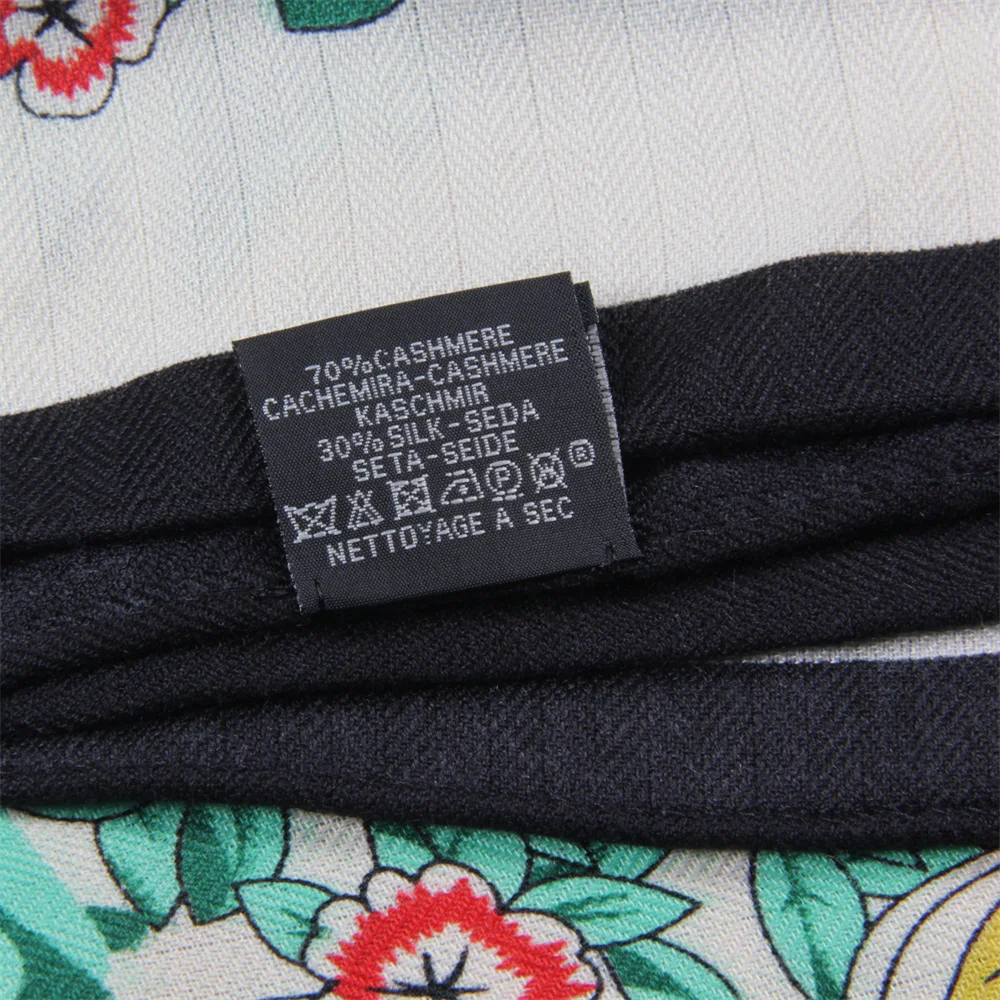 70%CASHMERE
CACHEMIRA-CASHMERE
KASCHMIR
30% SILK-SEDA
SETA-SEIDE
P ®
NETTOYAGE A SEC